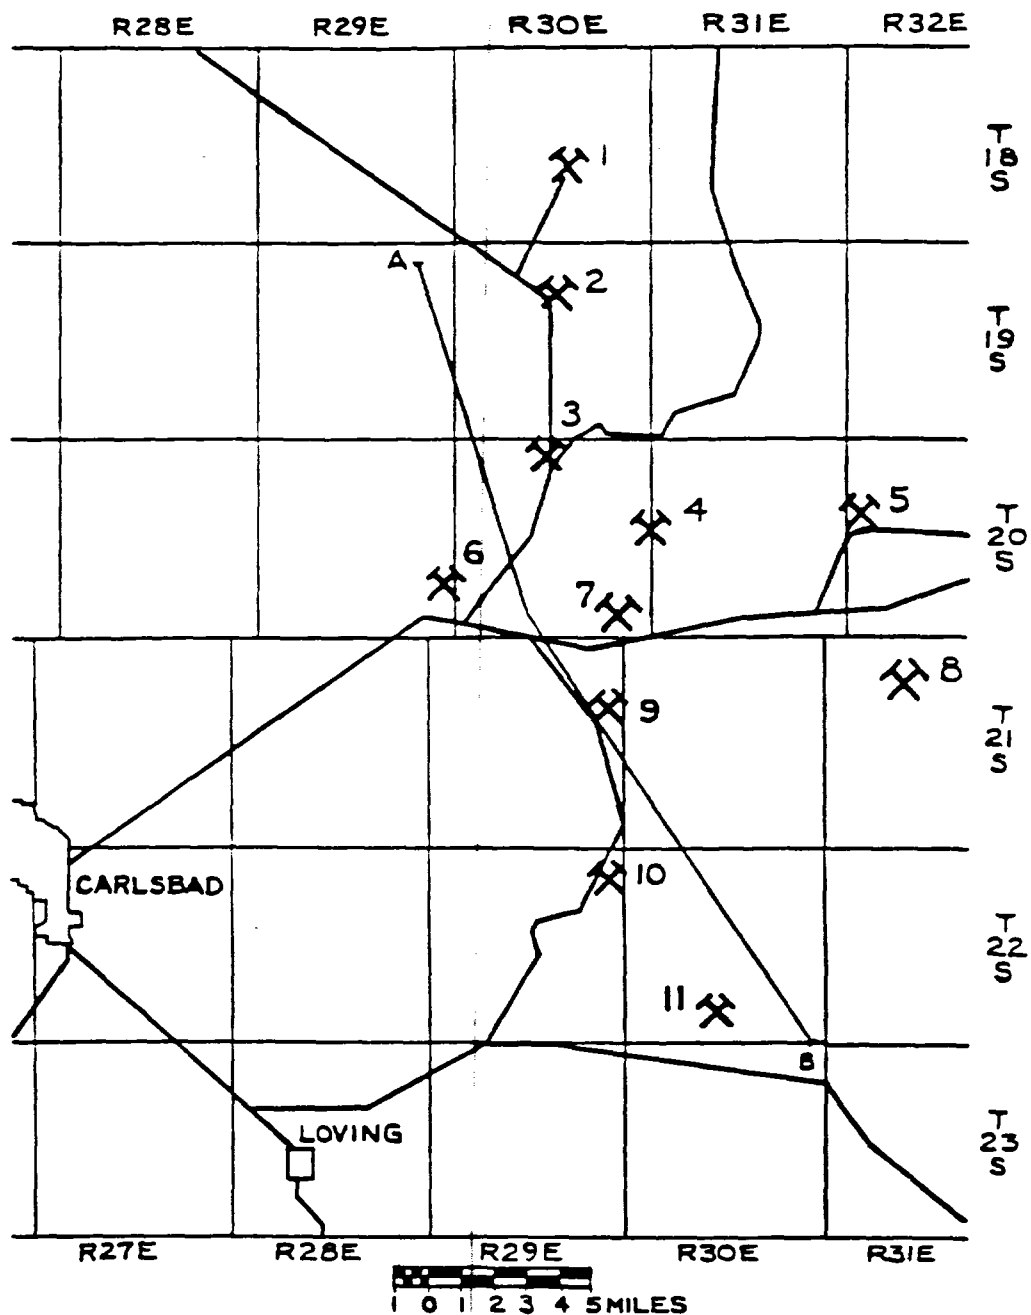 R28E R29E R30E R31E R32E
T
18
S
1
A
2
T
19
S
3
4
5
T
20
S
6
7
8
9
T
21
S
CARLSBAD
10
T
22
S
11
B
LOVING
T
23
S
R27E R28E R29E R30E R31E
1 0 1 2 3 4 5 MILES